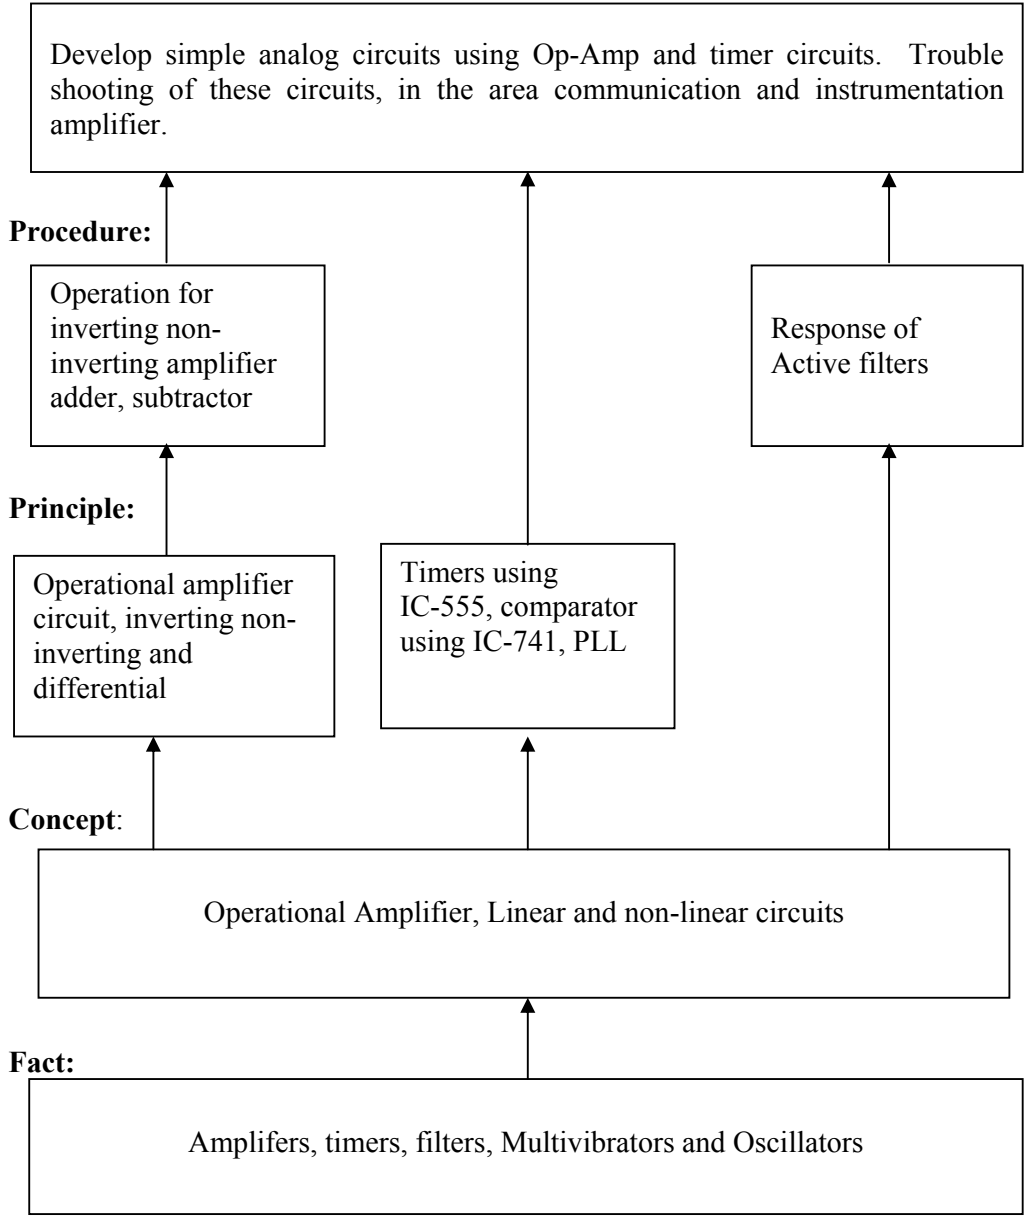 Develop simple analog circuits using Op-Amp and timer circuits. Trouble
shooting of these circuits, in the area communication and instrumentation
amplifier.
Procedure:
Operation for
inverting non-
inverting amplifier
adder, subtractor
Response of
Active filters
Principle:
Operational amplifier
circuit, inverting non-
inverting and
differential
Timers using
IC-555, comparator
using IC-741, PLL
Concept:
Operational Amplifier, Linear and non-linear circuits
Fact:
Amplifers, timers, filters, Multivibrators and Oscillators